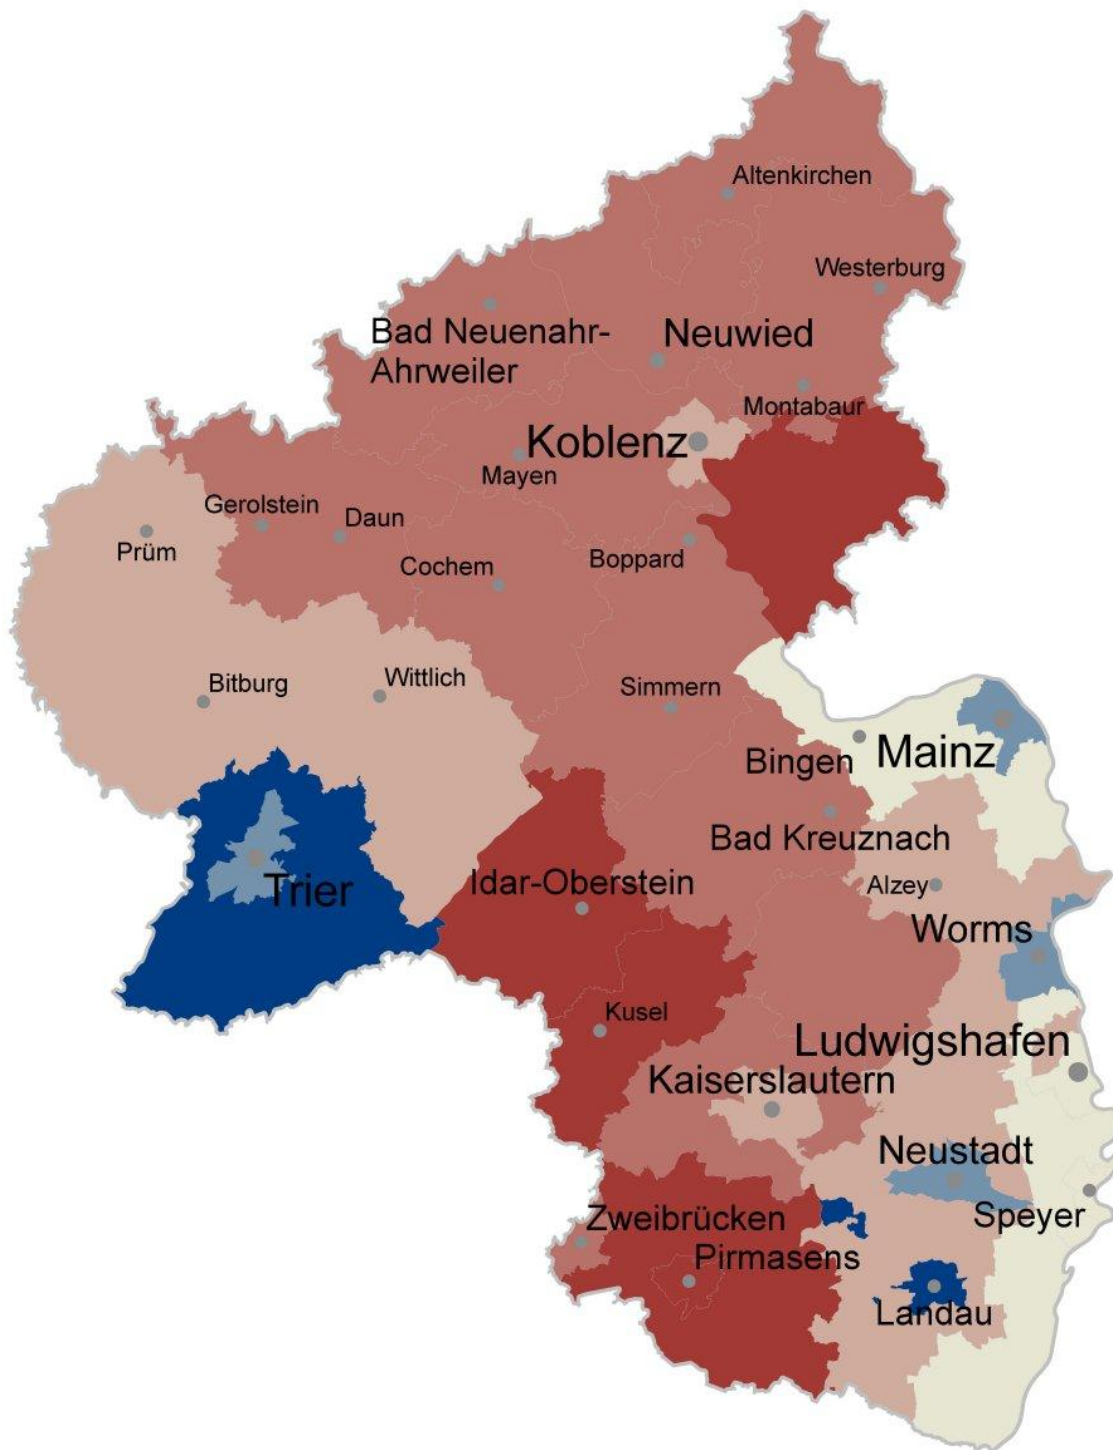 Altenkirchen
Westerburg
Bad Neuenahr-
Ahrweiler
Neuwied
Montabaur
Koblenz
Mayen
Gerolstein
Daun
Prüm
Cochem
Boppard
Bitburg
Wittlich
Simmern
Bingen
Mainz
Bad Kreuznach
Trier
Idar-Oberstein
Alzey
Worms
Kusel
Ludwigshafen
Kaiserslautern
Neustadt
Speyer
Zweibrücken
Pirmasens
Landau